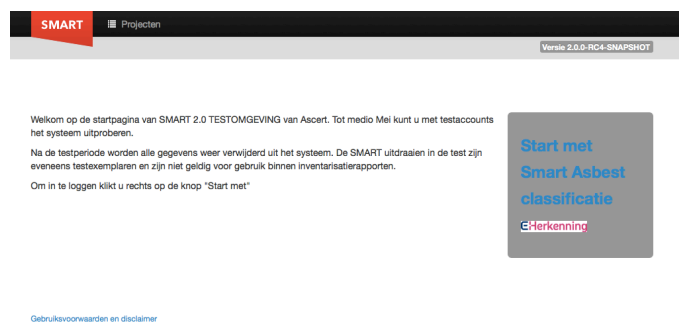 SMART Projecten
Versie 2.0.0-RC4-SNAPSHOT
Welkom op de startpagina van SMART 2.0 TESTOMGEVING van Ascert. Tot medio Mei kunt u met testaccounts
het systeem uitproberen.
Na de testperiode worden alle gegevens weer verwijderd uit het systeem. De SMART uitdraaien in de test zijn
eveneens testexemplaren en zijn niet geldig voor gebruik binnen inventarisatierapporten.
Om in te loggen klikt u rechts op de knop "Start met"
Start met
Smart Asbest
classificatie
eHerkenning
Gebruiksvoorwaarden en disclaimer